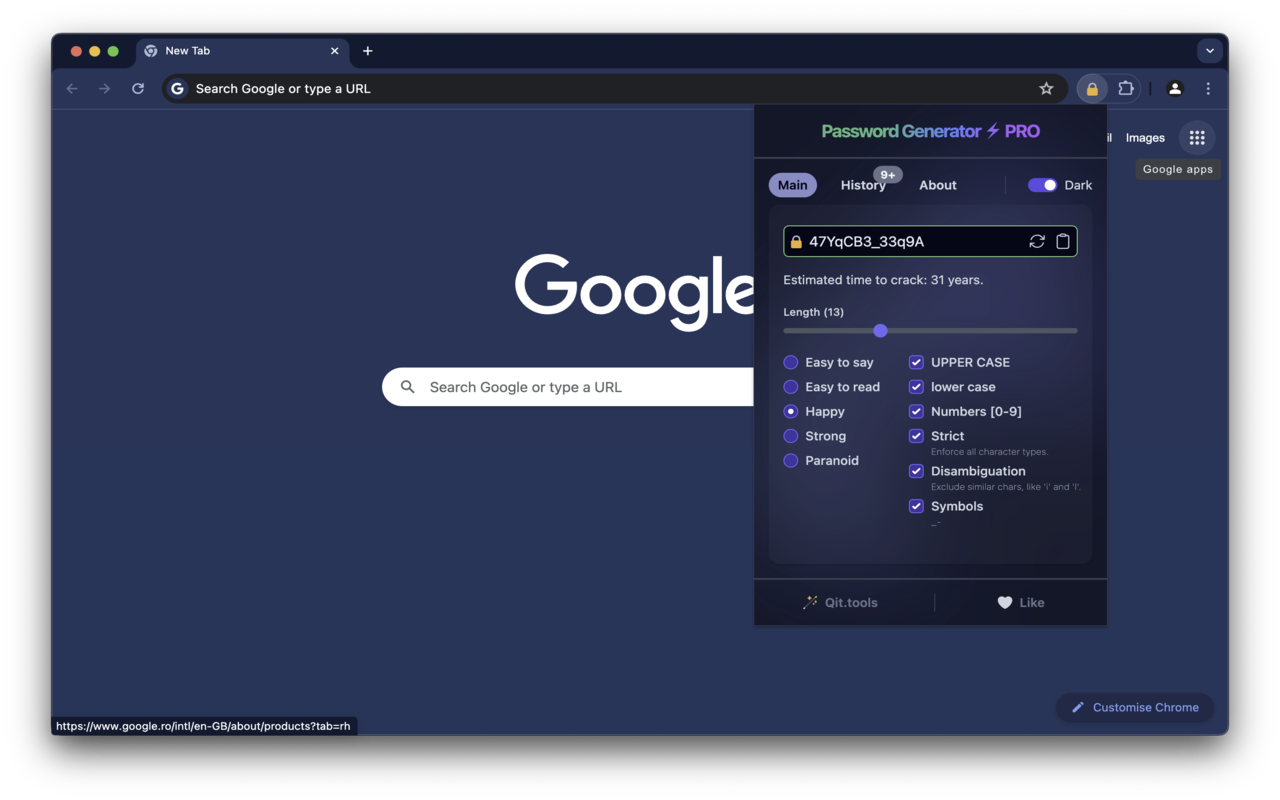 New Tab
Search Google or type a URL
Password Generator ⚡ PRO
il Images
Google apps
Main History 9+ About Dark
47YqCB3_33q9A
Estimated time to crack: 31 years.
Length (13)
Google
Search Google or type a URL
Easy to say
Easy to read
Happy
Strong
Paranoid
UPPER CASE
lower case
Numbers [0-9]
Strict
Enforce all character types.
Disambiguation
Exclude similar chars, like 'i' and 'l'.
Symbols
_-
Qit.tools Like
Customise Chrome
https://www.google.ro/intl/en-GB/about/products?tab=rh